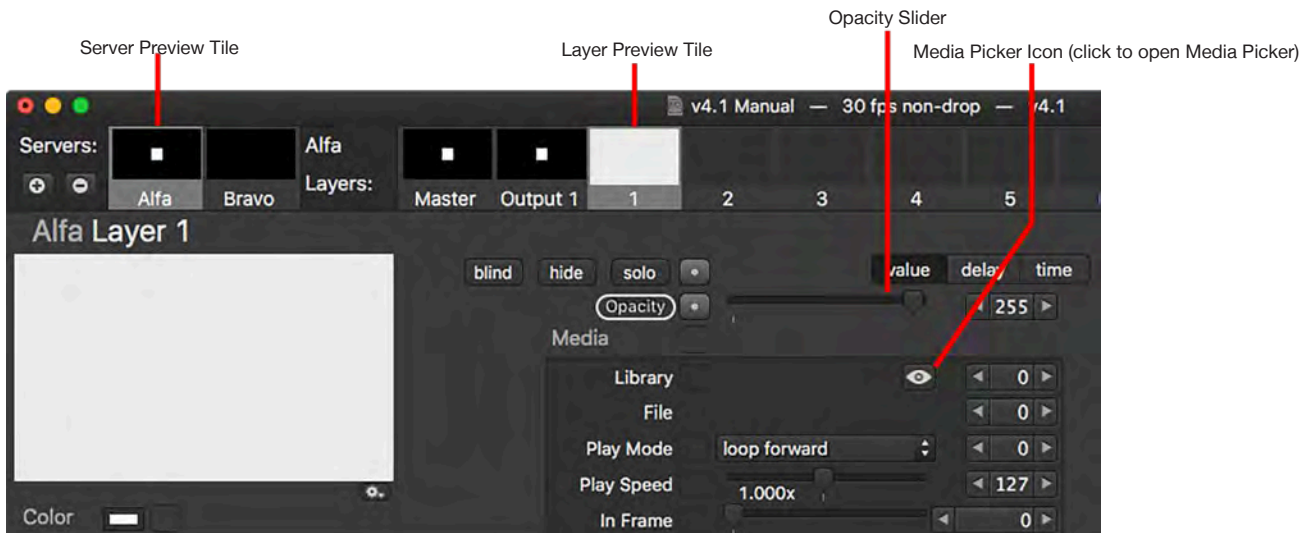 Opacity Slider
Server Preview Tile
Layer Preview Tile
Media Picker Icon (click to open Media Picker)
v4.1 Manual — 30 fps non-drop — v4.1
Servers:
Alfa
Bravo
Alfa
Layers:
Master
Output 1
1
2
3
4
5
Alfa Layer 1
blind
hide
solo
value
delay
time
Opacity
255
Media
Library
0
File
0
Play Mode
loop forward
0
Play Speed
1.000x
127
In Frame
0
Color